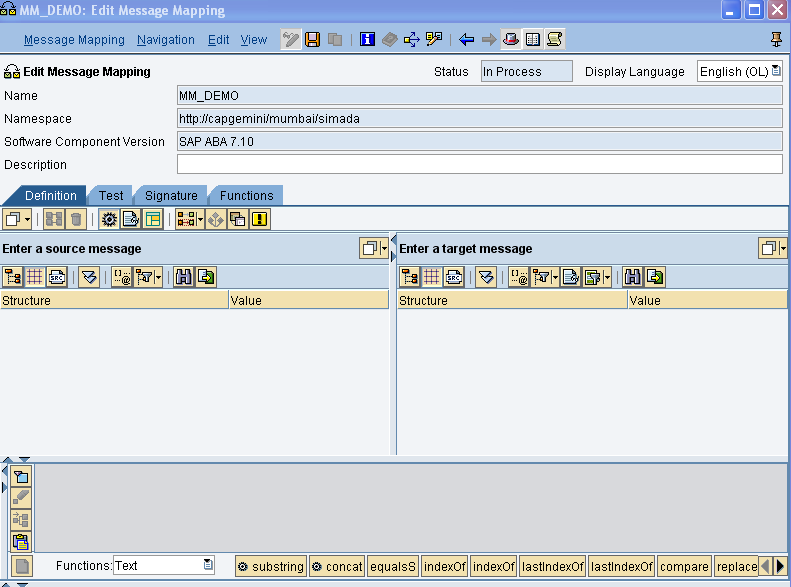 MM_DEMO: Edit Message Mapping
Message Mapping Navigation Edit View
Edit Message Mapping Status In Process Display Language English (OL)
Name MM_DEMO
Namespace http://capgemini/mumbai/simada
Software Component Version SAP ABA 7.10
Description
Definition Test Signature Functions
Enter a source message Enter a target message
Structure Value Structure Value
Functions: Text substring concat equalsS indexOf indexOf lastIndexOf lastIndexOf compare replace